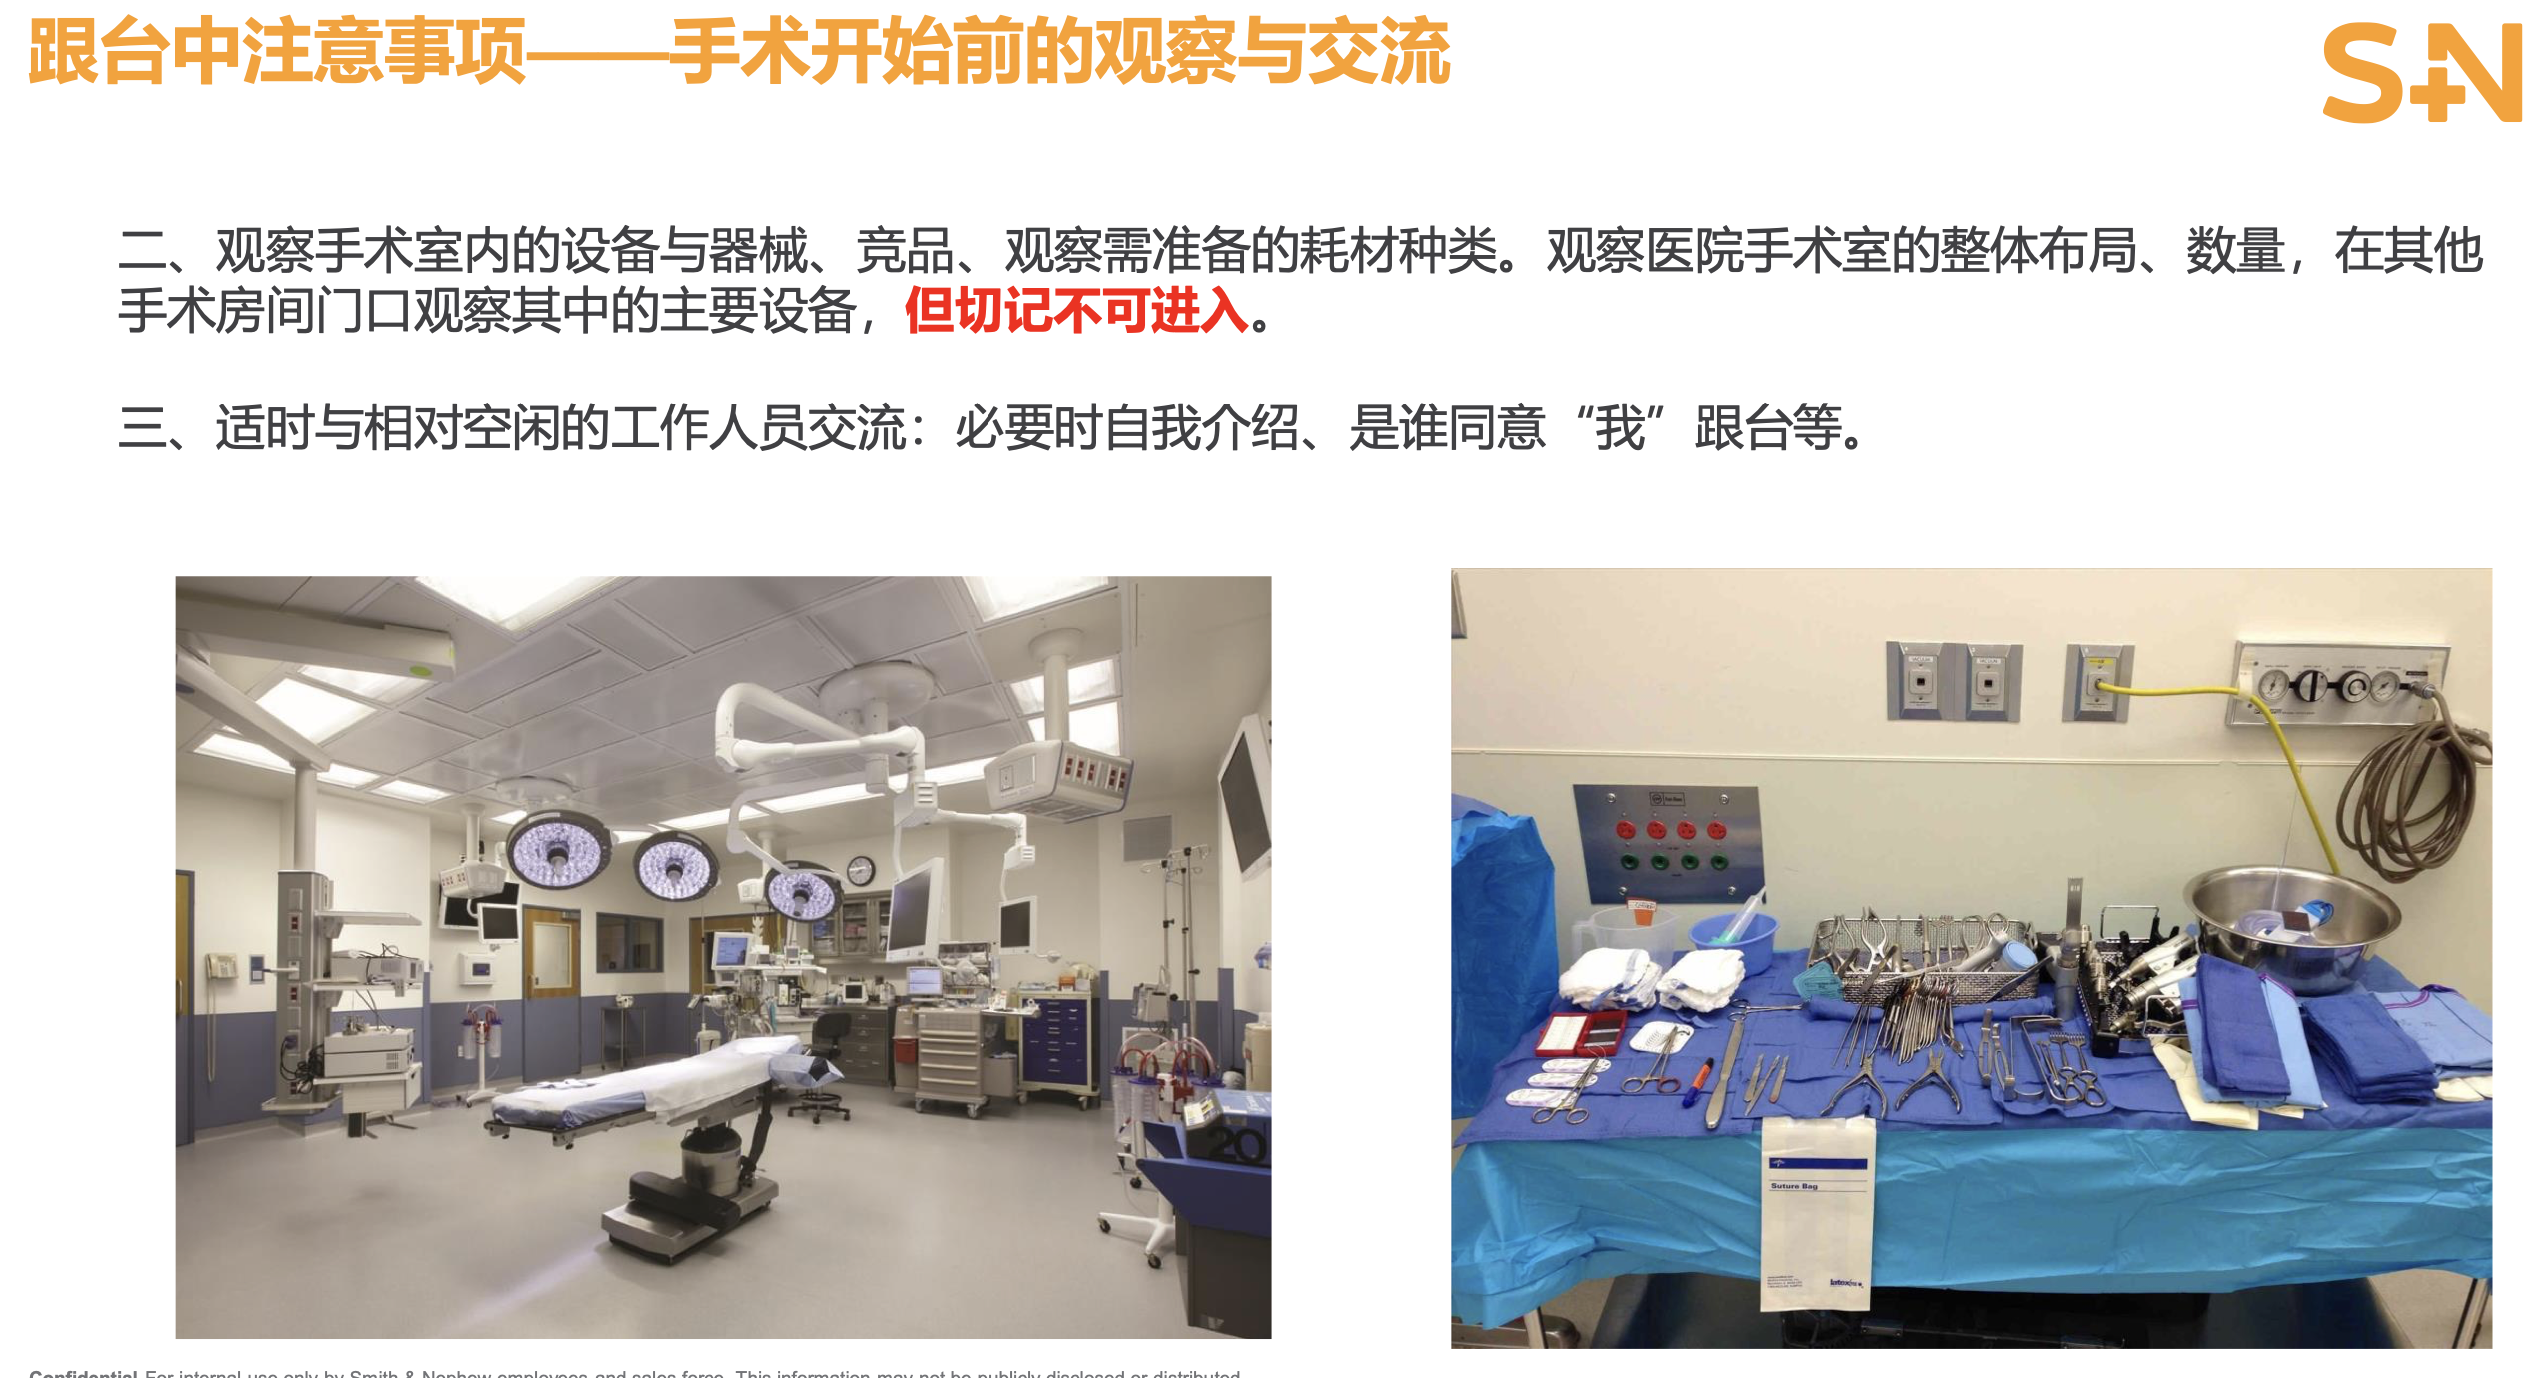 跟台中注意事项——手术开始前的观察与交流
S+N
二、观察手术室内的设备与器械、竞品、观察需准备的耗材种类。观察医院手术室的整体布局、数量，在其他
手术房间门口观察其中的主要设备，但切记不可进入。
三、适时与相对空闲的工作人员交流：必要时自我介绍、是谁同意“我”跟台等。
20
Suture Bag
Confidential For internal use only by Smith & Nephew employees and sales force. This information may not be publicly disclosed or distributed